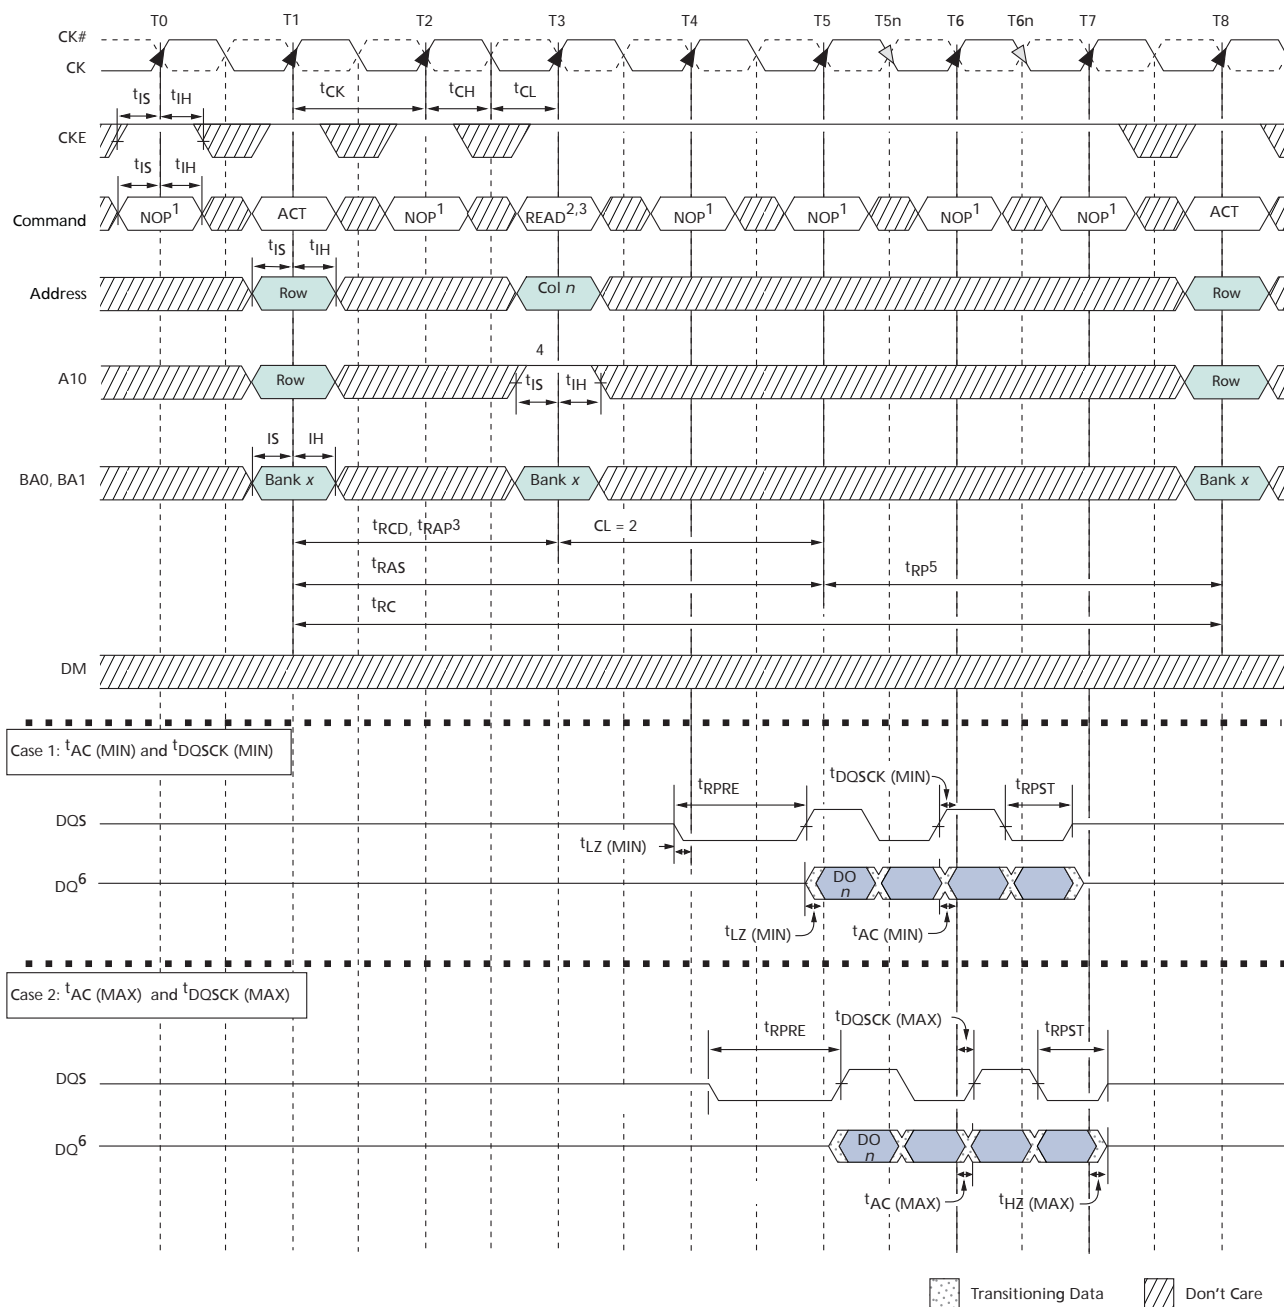 T0 T1 T2 T3 T4 T5 T5n T6 T6n T7 T8
CK#
CK
tIS tIH tCK tCH tCL
CKE
tIS tIH
Command NOP1 ACT NOP1 READ2,3 NOP1 NOP1 NOP1 NOP1 ACT
tIS tIH
Address Row Col n Row
4
A10 Row tIS tIH Row
IS IH
BA0, BA1 Bank x Bank x Bank x
tRCD, tRAP3 CL = 2
tRAS tRP5
tRC
DM
Case 1: tAC (MIN) and tDQSCK (MIN)
tRPRE tDQSCK (MIN) tRPST
DQS
tLZ (MIN)
DQ6 DO n
tLZ (MIN) tAC (MIN)
Case 2: tAC (MAX) and tDQSCK (MAX)
tRPRE tDQSCK (MAX) tRPST
DQS
DQ6 DO n
tAC (MAX) tHZ (MAX)
Transitioning Data Don't Care